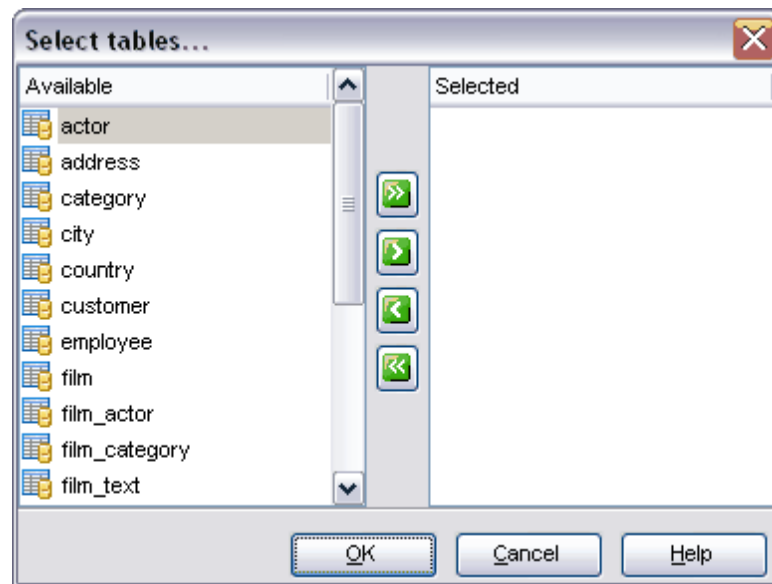 Select tables...
Available
Selected
actor
address
category
city
country
customer
employee
film
film_actor
film_category
film_text
OK
Cancel
Help